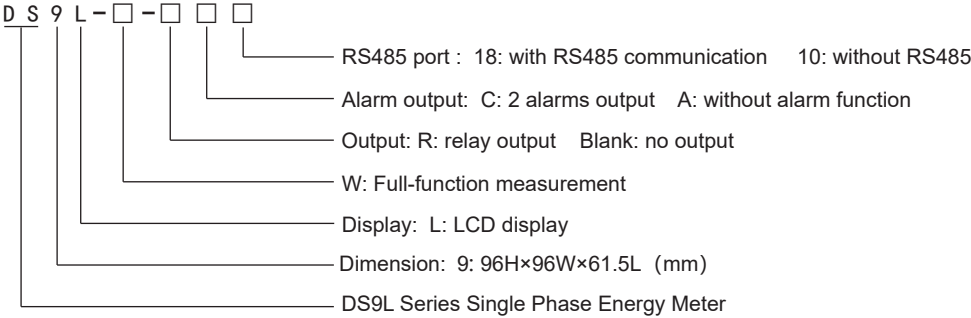 DS9L-□-□ □ □
RS485 port : 18: with RS485 communication 10: without RS485
Alarm output: C: 2 alarms output A: without alarm function
Output: R: relay output Blank: no output
W: Full-function measurement
Display: L: LCD display
Dimension: 9: 96H×96W×61.5L（mm）
DS9L Series Single Phase Energy Meter